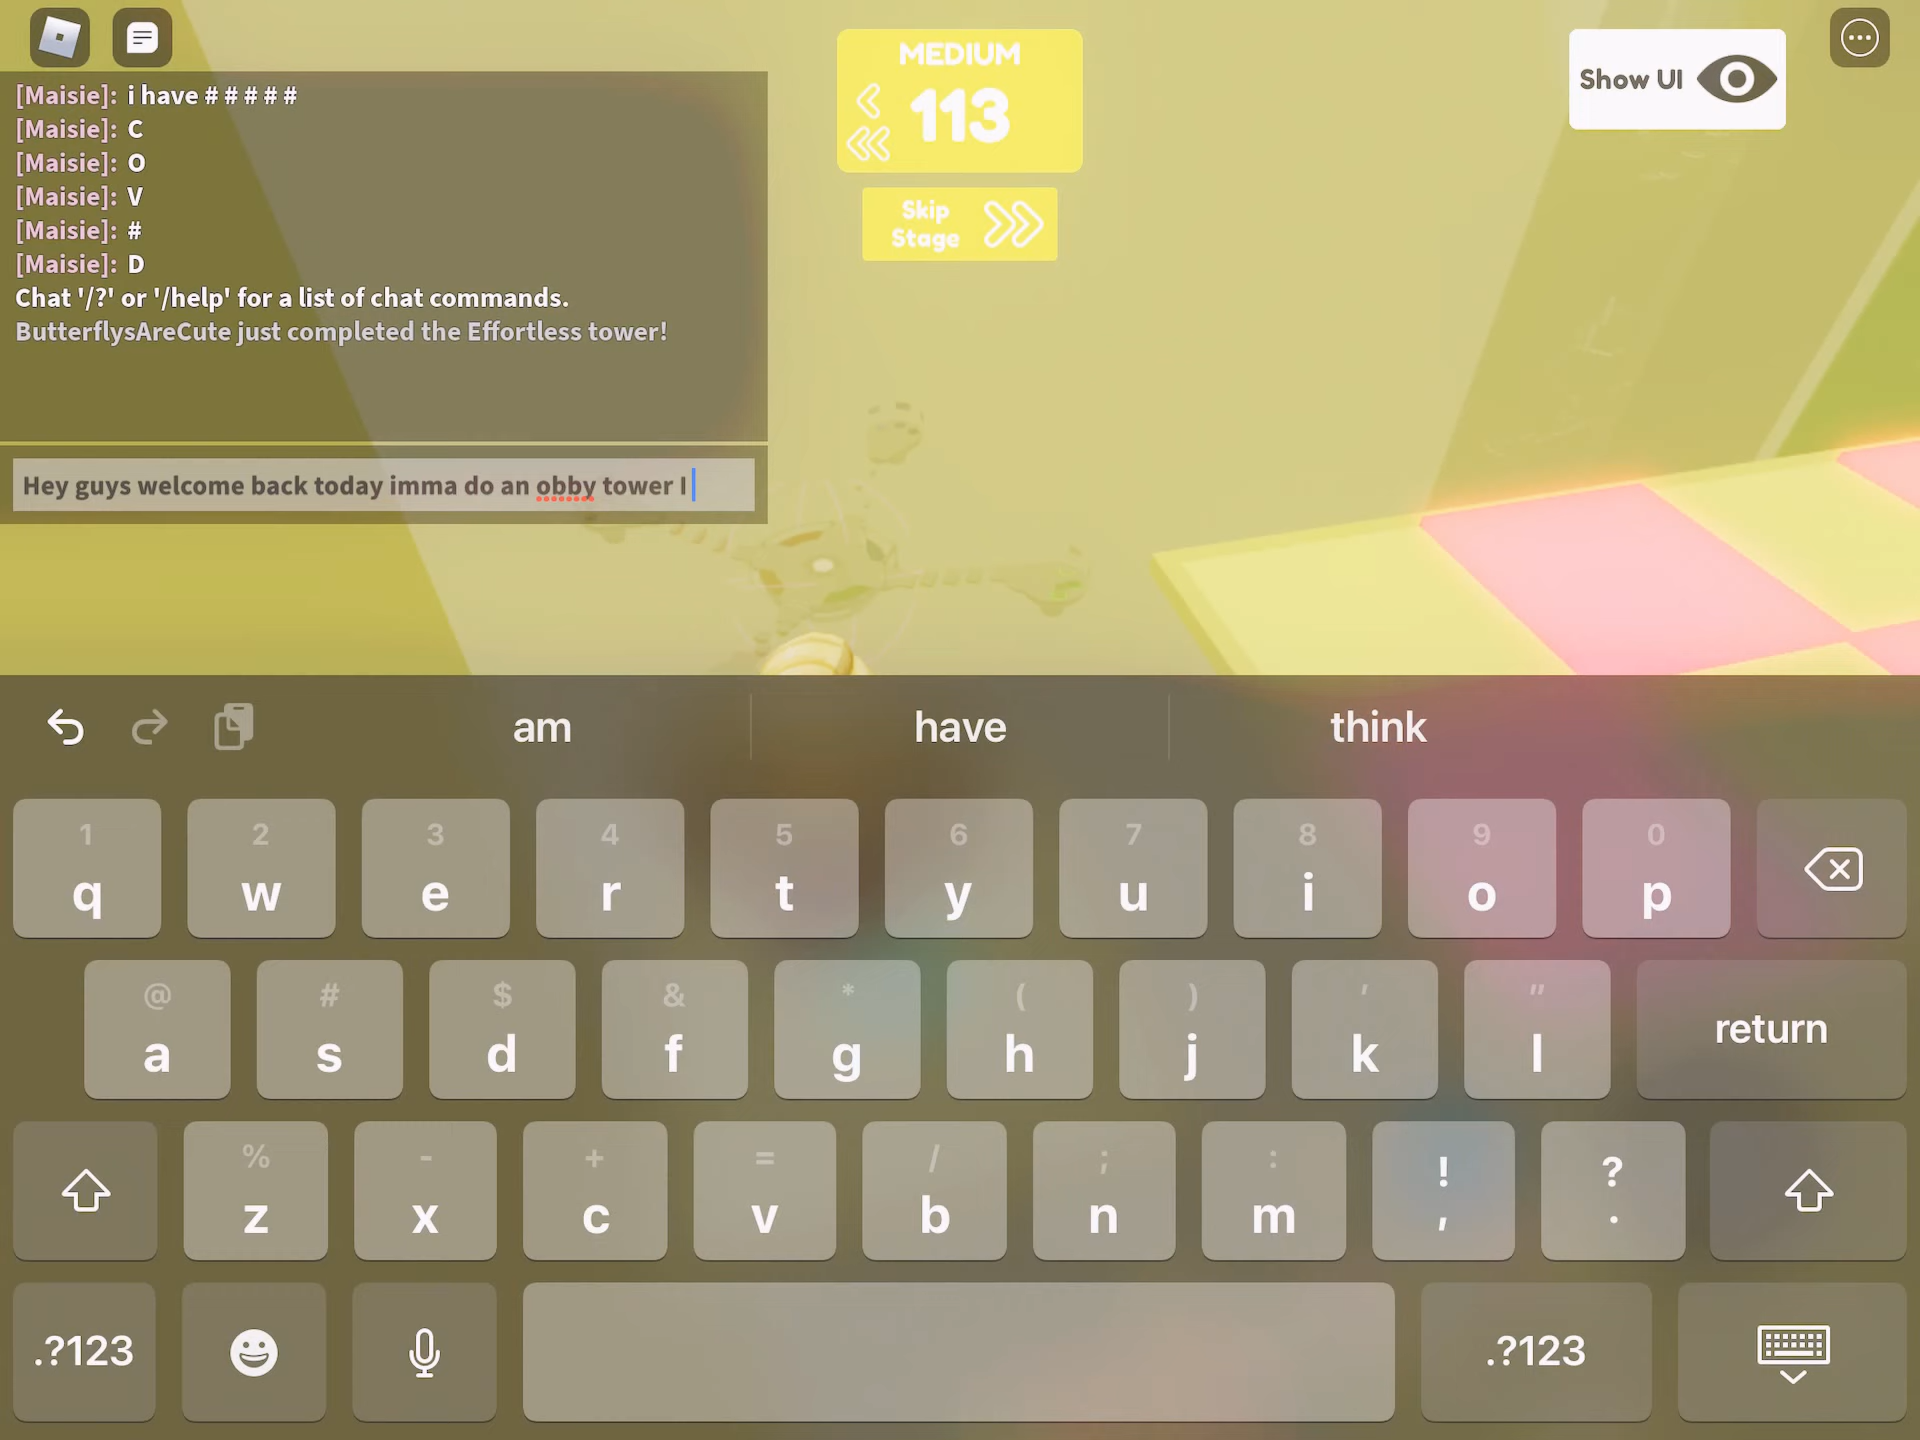 MEDIUM
113
Skip
Stage
Show UI
[Maisie]: i have # # # # #
[Maisie]: C
[Maisie]: O
[Maisie]: V
[Maisie]: #
[Maisie]: D
Chat '/?' or '/help' for a list of chat commands.
ButterflysAreCute just completed the Effortless tower!
Hey guys welcome back today imma do an obby tower I
am have think
1 2 3 4 5 6 7 8 9 0
q w e r t y u i o p
@ # $ & * ( ) ' "
a s d f g h j k l return
% - + = / ; : ! ?
z x c v b n m , .
.?123 .?123